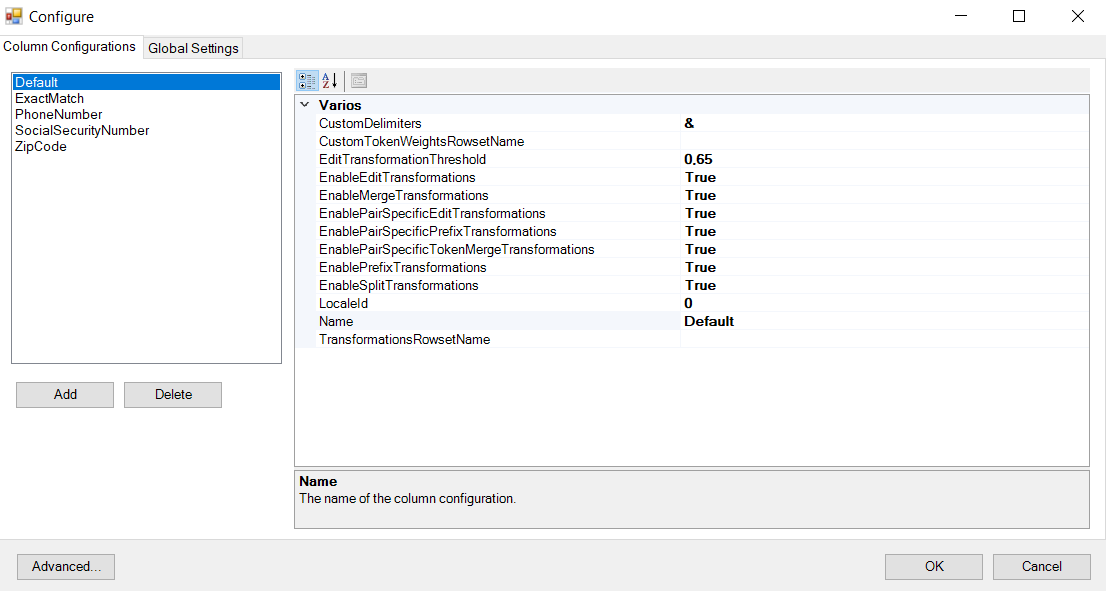 Configure
Column Configurations
Global Settings
Default
ExactMatch
PhoneNumber
SocialSecurityNumber
ZipCode
Add
Delete
Varios
CustomDelimiters &
CustomTokenWeightsRowsetName
EditTransformationThreshold 0,65
EnableEditTransformations True
EnableMergeTransformations True
EnablePairSpecificEditTransformations True
EnablePairSpecificPrefixTransformations True
EnablePairSpecificTokenMergeTransformations True
EnablePrefixTransformations True
EnableSplitTransformations True
LocaleId 0
Name Default
TransformationsRowsetName
Name
The name of the column configuration.
Advanced...
OK
Cancel